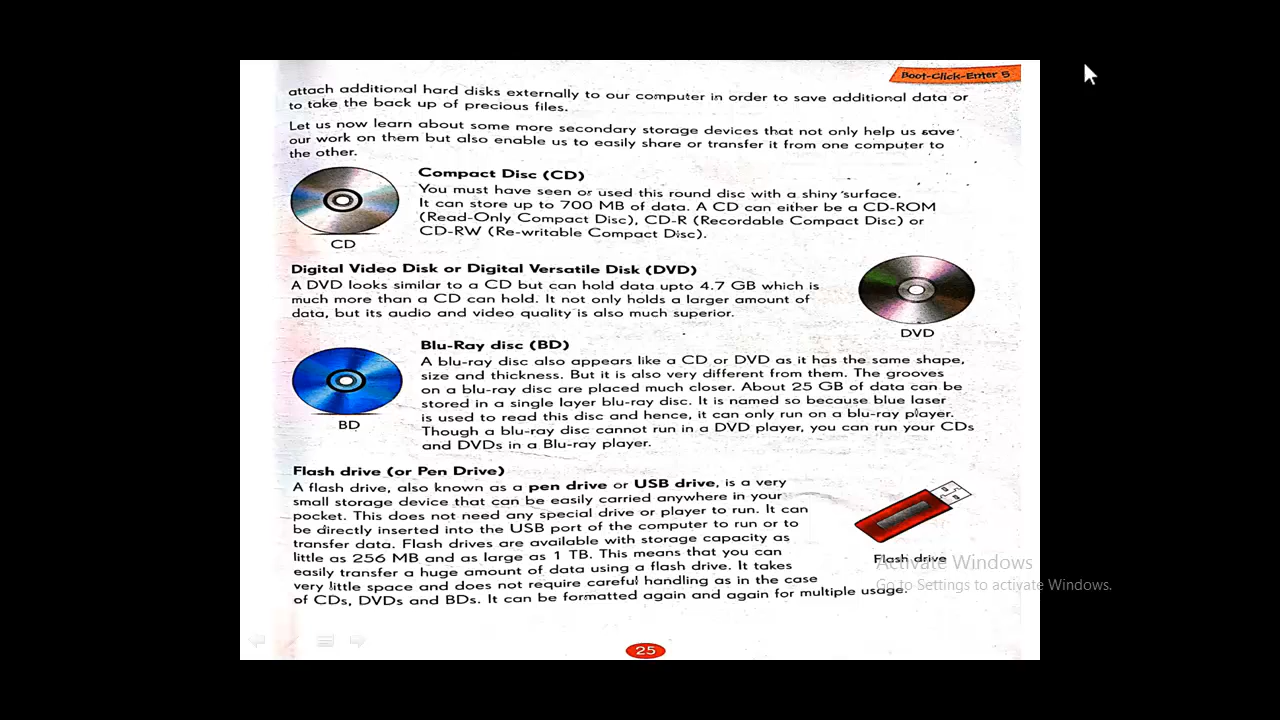 Boot-Click-Enter 5
attach additional hard disks externally to our computer in order to save additional data or
to take the back up of precious files.
Let us now learn about some more secondary storage devices that not only help us save
our work on them but also enable us to easily share or transfer it from one computer to
the other.
Compact Disc (CD)
You must have seen or used this round disc with a shiny surface.
It can store up to 700 MB of data. A CD can either be a CD-ROM
(Read-Only Compact Disc), CD-R (Recordable Compact Disc) or
CD-RW (Re-writable Compact Disc).
CD
Digital Video Disk or Digital Versatile Disk (DVD)
A DVD looks similar to a CD but can hold data upto 4.7 GB which is
much more than a CD can hold. It not only holds a larger amount of
data, but its audio and video quality is also much superior.
DVD
Blu-Ray disc (BD)
A blu-ray disc also appears like a CD or DVD as it has the same shape,
size and thickness. But it is also very different from them. The grooves
on a blu-ray disc are placed much closer. About 25 GB of data can be
stored in a single layer blu-ray disc. It is named so because blue laser
is used to read this disc and hence, it can only run on a blu-ray player.
Though a blu-ray disc cannot run in a DVD player, you can run your CDs
and DVDs in a Blu-ray player.
BD
Flash drive (or Pen Drive)
A flash drive, also known as a pen drive or USB drive, is a very
small storage device that can be easily carried anywhere in your
pocket. This does not need any special drive or player to run. It can
be directly inserted into the USB port of the computer to run or to
transfer data. Flash drives are available with storage capacity as
little as 256 MB and as large as 1 TB. This means that you can
easily transfer a huge amount of data using a flash drive. It takes
very little space and does not require careful handling as in the case
of CDs, DVDs and BDs. It can be formatted again and again for multiple usage.
Flash drive
Activate Windows
Go to Settings to activate Windows.
25